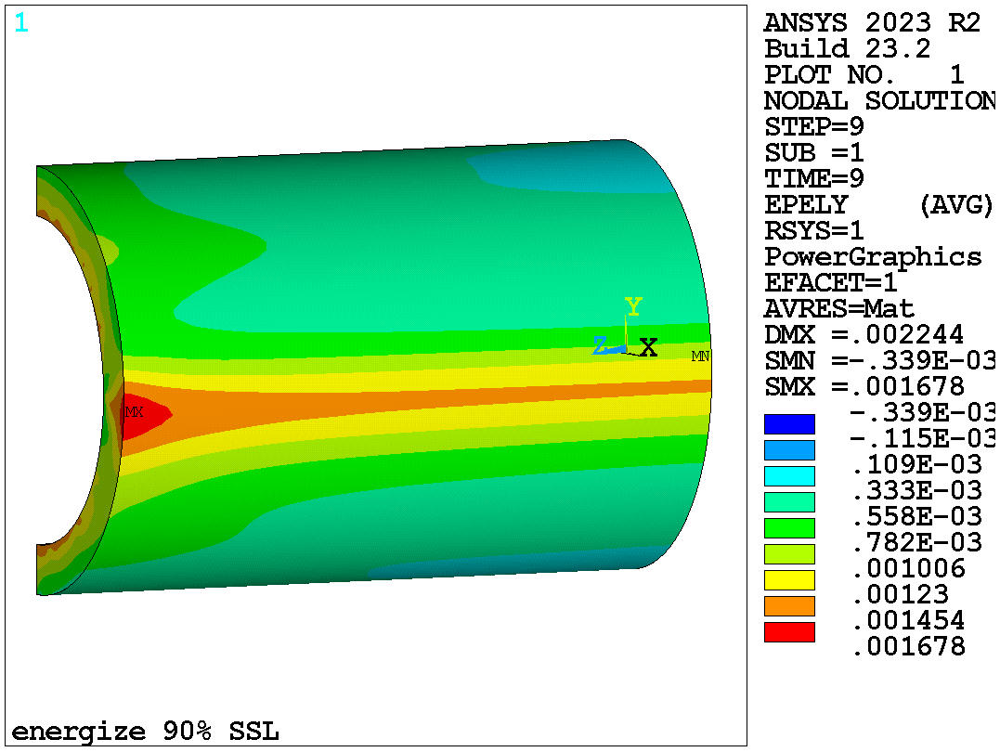 1
ANSYS 2023 R2
Build 23.2
PLOT NO.   1
NODAL SOLUTION
STEP=9
SUB =1
TIME=9
EPELY    (AVG)
RSYS=1
PowerGraphics
EFACET=1
AVRES=Mat
DMX =.002244
SMN =-.339E-03
SMX =.001678
-.339E-03
-.115E-03
.109E-03
.333E-03
.558E-03
.782E-03
.001006
.00123
.001454
.001678
Y
Z X
MN
MX
energize 90% SSL